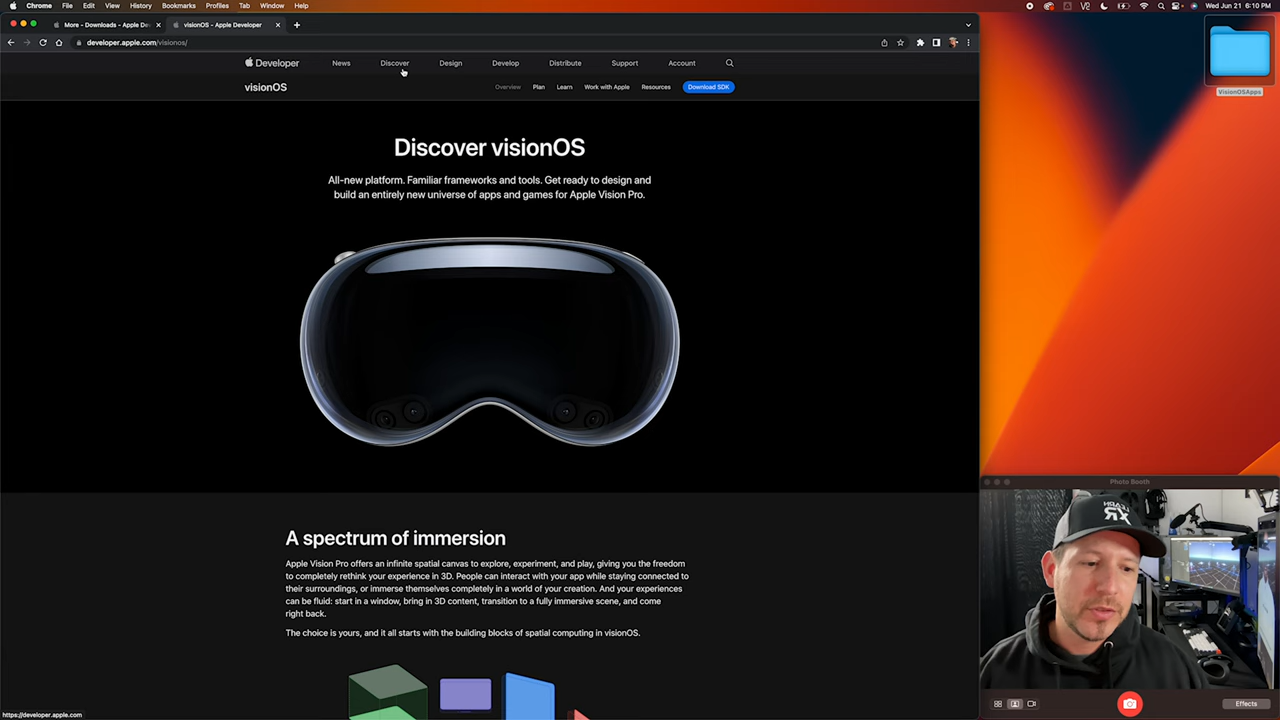 Chrome File Edit View History Bookmarks Profiles Tab Window Help
Wed Jun 21 6:10 PM
More - Downloads - Apple De
visionOS - Apple Developer
developer.apple.com/visionos/
Developer News Discover Design Develop Distribute Support Account
visionOS Overview Plan Learn Work with Apple Resources Download SDK
VisionOSApps
Discover visionOS
All-new platform. Familiar frameworks and tools. Get ready to design and
build an entirely new universe of apps and games for Apple Vision Pro.
A spectrum of immersion
Apple Vision Pro offers an infinite spatial canvas to explore, experiment, and play, giving you the freedom
to completely rethink your experience in 3D. People can interact with your app while staying connected to
their surroundings, or immerse themselves completely in a world of your creation. And your experiences
can be fluid: start in a window, bring in 3D content, transition to a fully immersive scene, and come
right back.
The choice is yours, and it all starts with the building blocks of spatial computing in visionOS.
Photo Booth
XR
Effects
https://developer.apple.com